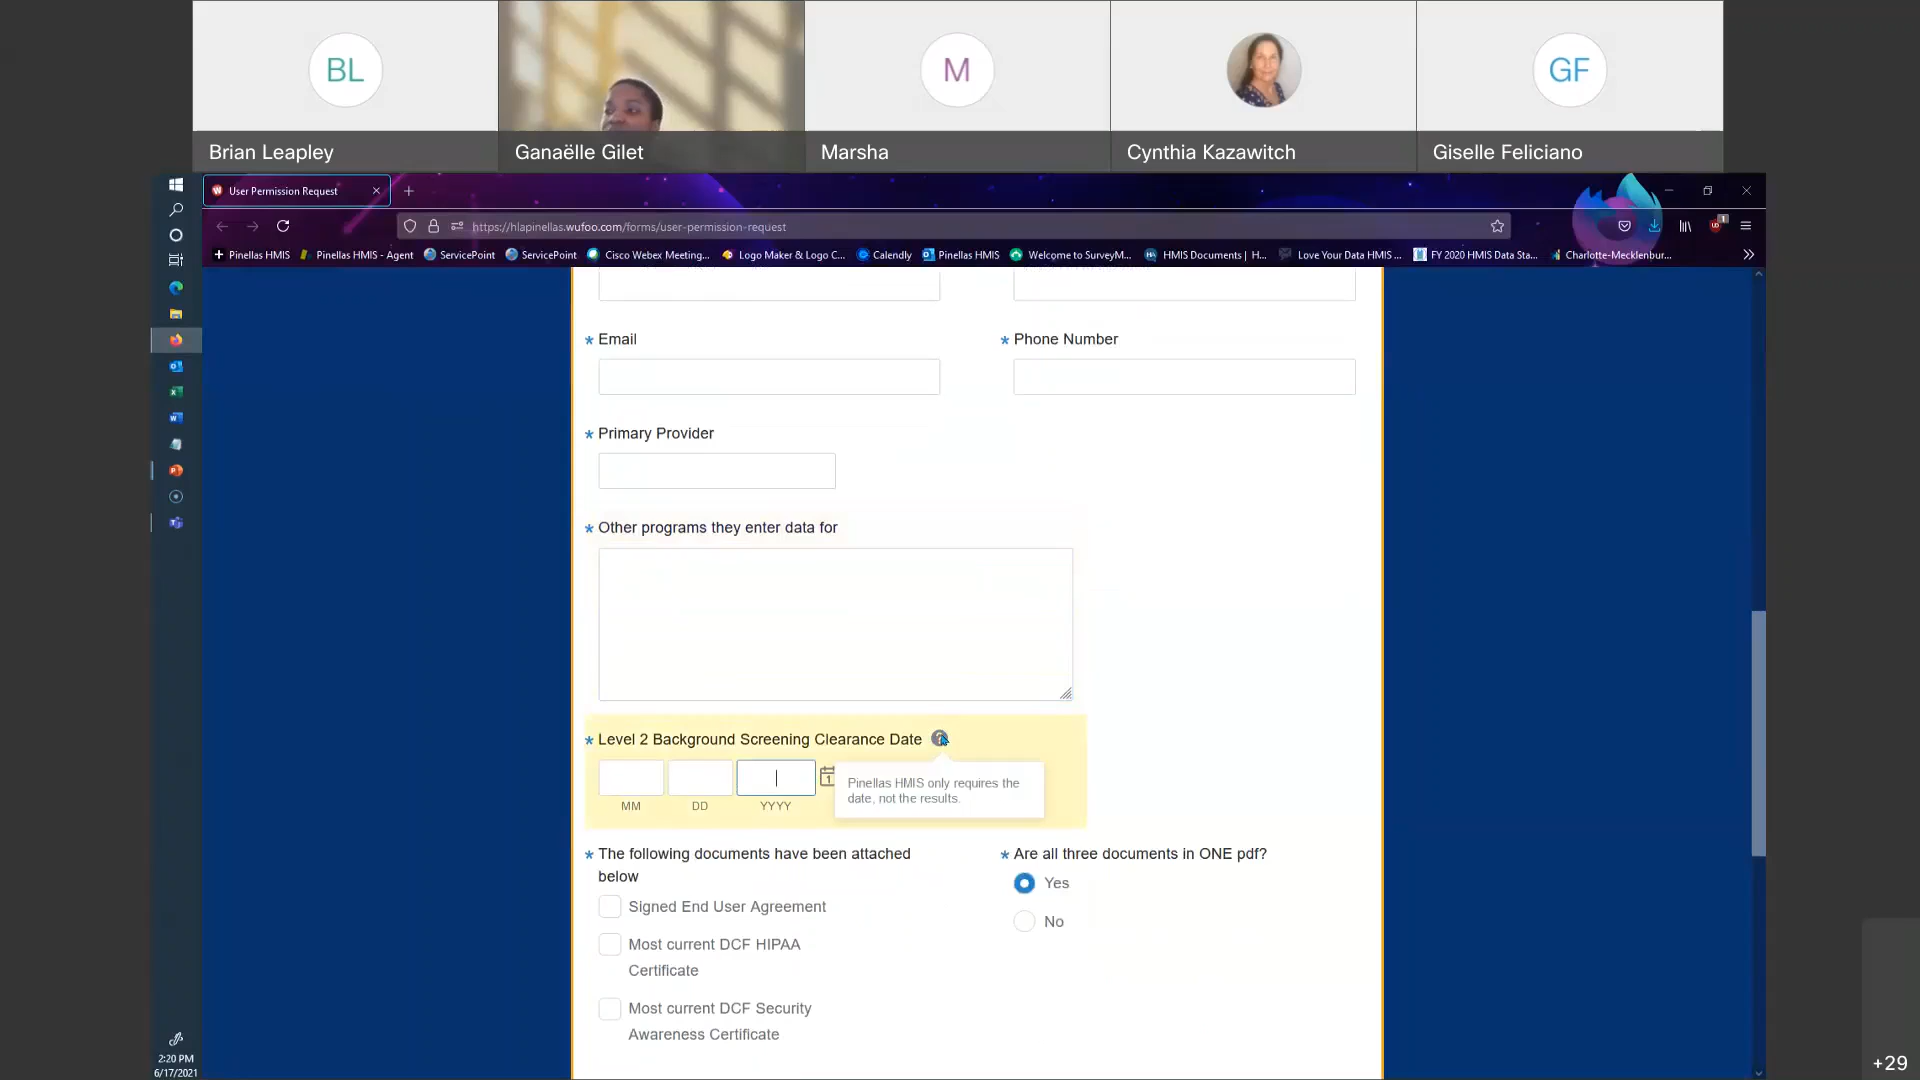 BL
M
GF
Brian Leapley
Ganaëlle Gilet
Marsha
Cynthia Kazawitch
Giselle Feliciano
User Permission Request
https://hlapinellas.wufoo.com/forms/user-permission-request
1
Pinellas HMIS
Pinellas HMIS - Agent
ServicePoint
ServicePoint
Cisco Webex Meeting...
Logo Maker & Logo C...
Calendly
Pinellas HMIS
Welcome to SurveyM...
HMIS Documents | H...
Love Your Data HMIS ...
FY 2020 HMIS Data Sta...
Charlotte-Mecklenbur...
* Email
* Phone Number
* Primary Provider
* Other programs they enter data for
* Level 2 Background Screening Clearance Date
MM
DD
YYYY
Pinellas HMIS only requires the
date, not the results.
* The following documents have been attached
below
Signed End User Agreement
Most current DCF HIPAA
Certificate
Most current DCF Security
Awareness Certificate
* Are all three documents in ONE pdf?
Yes
No
2:20 PM
6/17/2021
+29